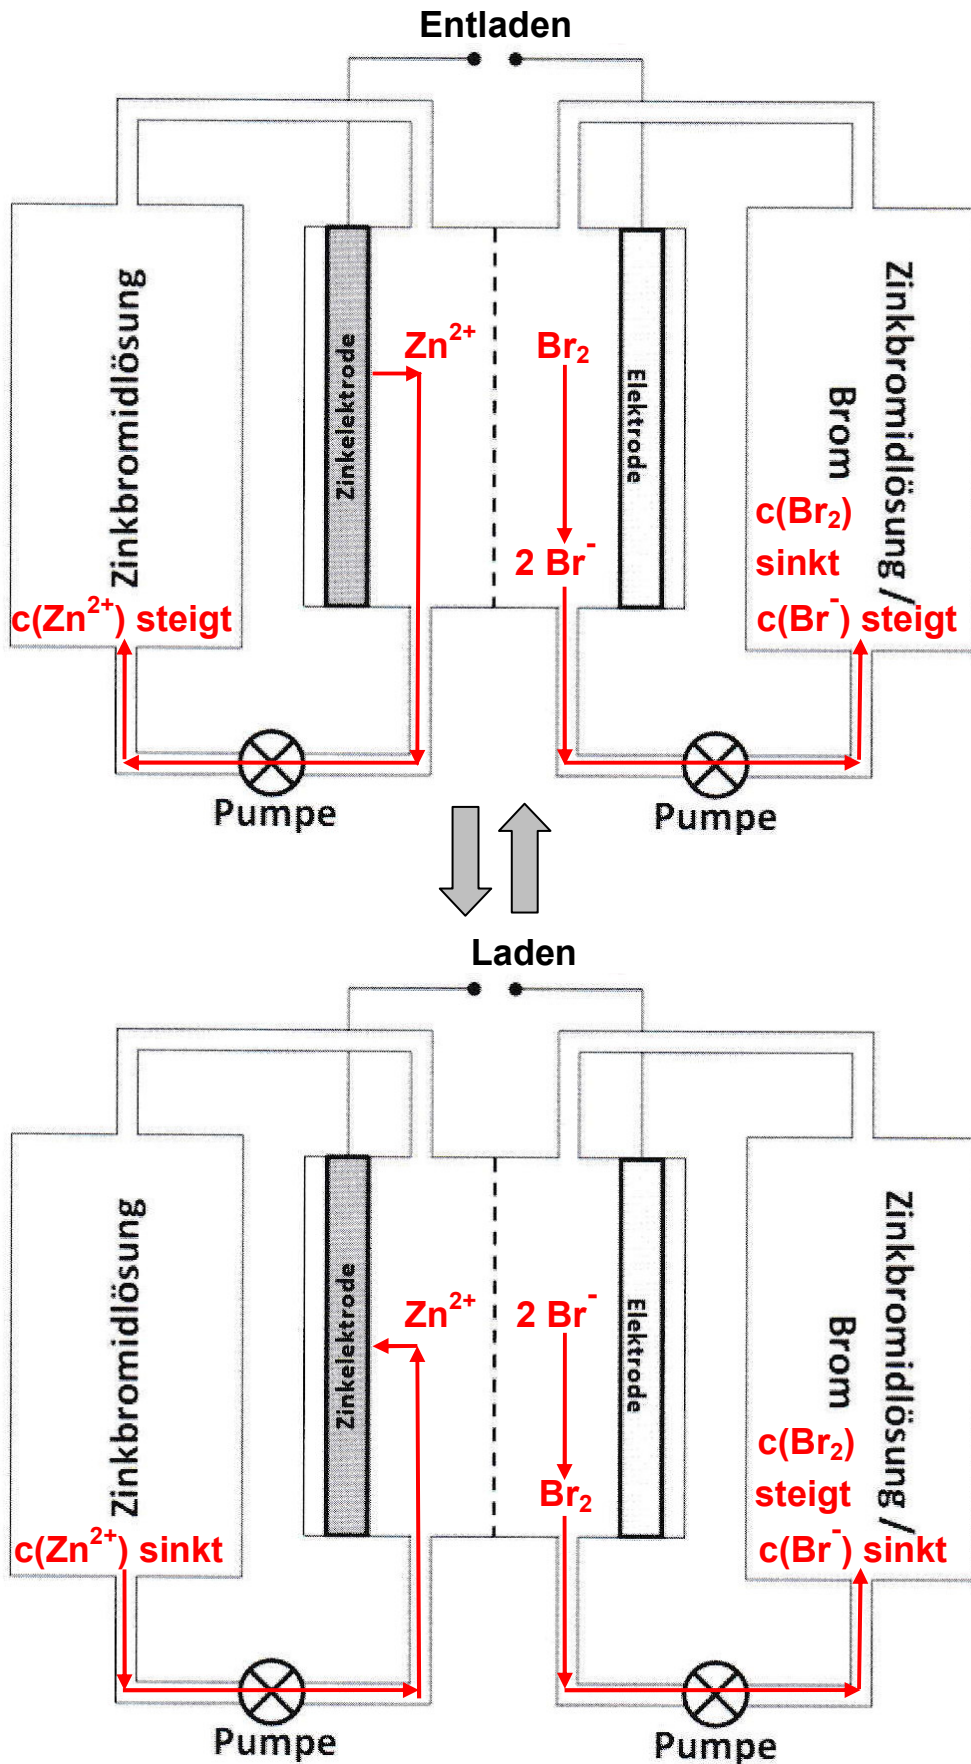 Entladen
Zinkbromidlösung
Zinkelektrode
Zn²⁺
Br₂
2 Br⁻
Elektrode
Zinkbromidlösung /
Brom
c(Br₂)
sinkt
c(Br⁻) steigt
c(Zn²⁺) steigt
Pumpe
Pumpe
Laden
Zinkbromidlösung
Zinkelektrode
Zn²⁺
2 Br⁻
Br₂
Elektrode
Zinkbromidlösung /
Brom
c(Br₂)
steigt
c(Br⁻) sinkt
c(Zn²⁺) sinkt
Pumpe
Pumpe